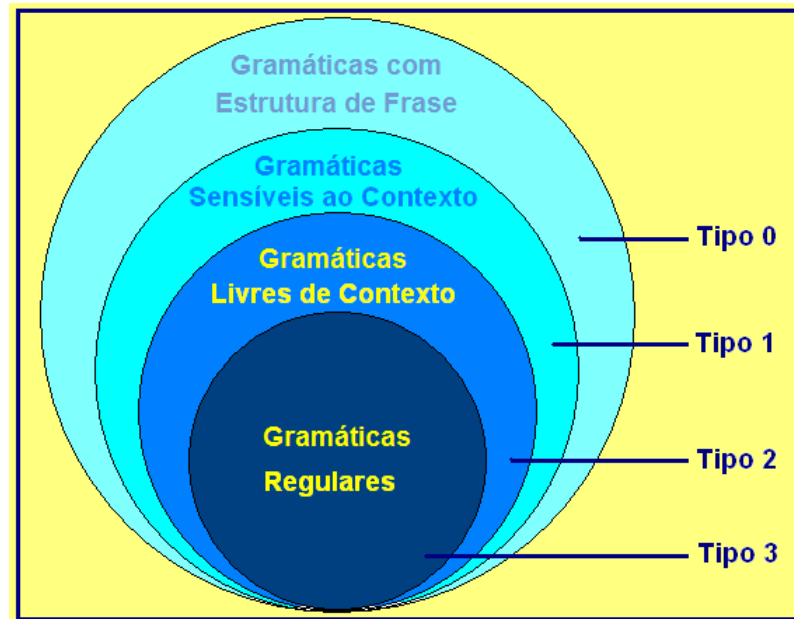 Gramáticas com
Estrutura de Frase
Gramáticas
Sensíveis ao Contexto
Gramáticas
Livres de Contexto
Gramáticas
Regulares
Tipo 0
Tipo 1
Tipo 2
Tipo 3